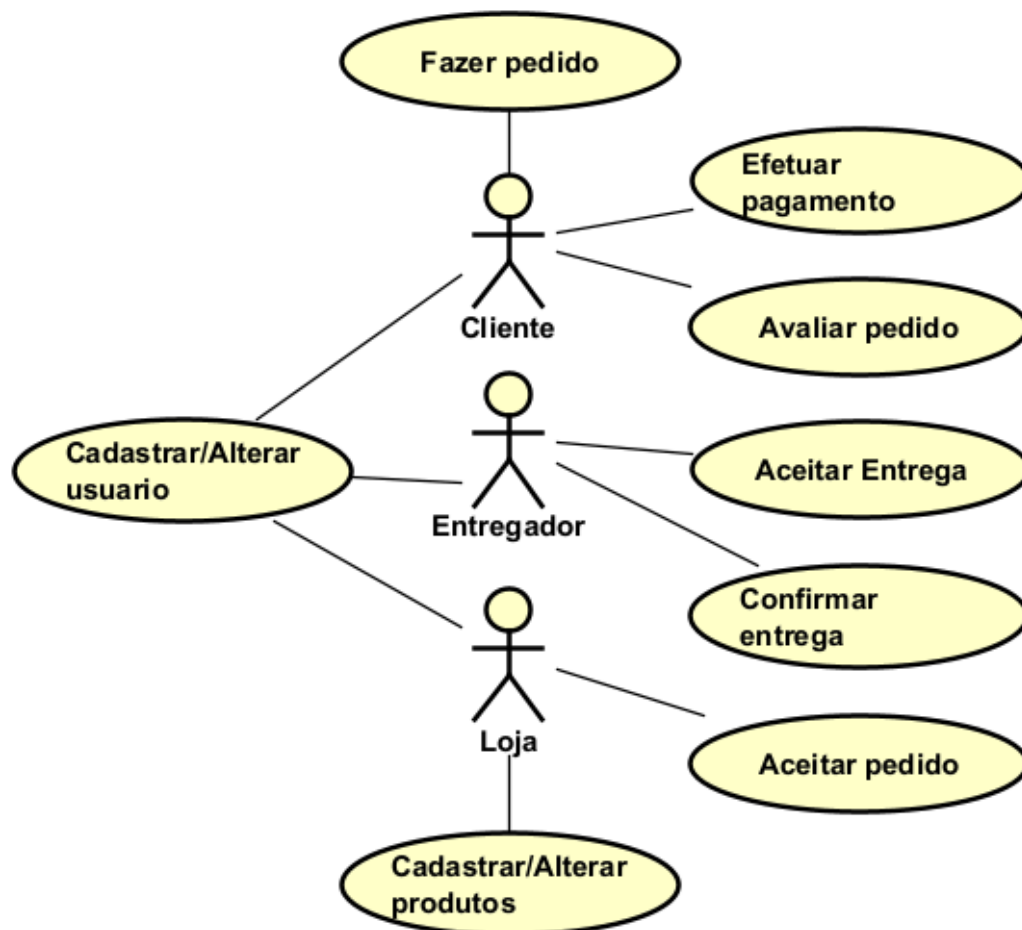 Fazer pedido
Efetuar
pagamento
Cliente
Avaliar pedido
Cadastrar/Alterar
usuario
Entregador
Aceitar Entrega
Confirmar
entrega
Loja
Aceitar pedido
Cadastrar/Alterar
produtos